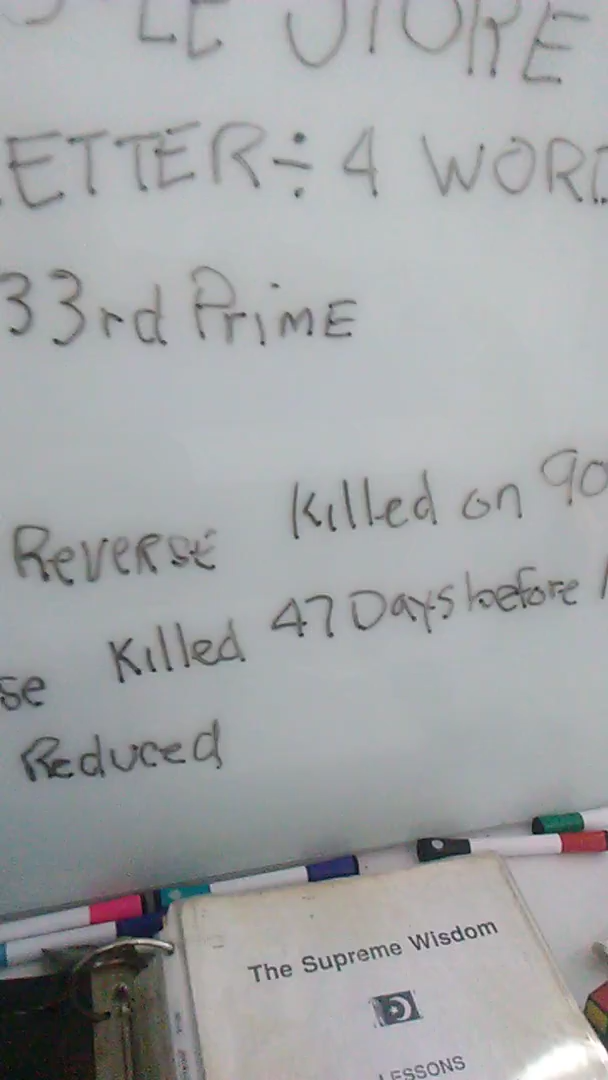 LE STORE
ETTER÷4 WORD
33rd PrimE
Reverse Killed on 90
se Killed 47 Days before
Reduced
The Supreme Wisdom
LESSONS